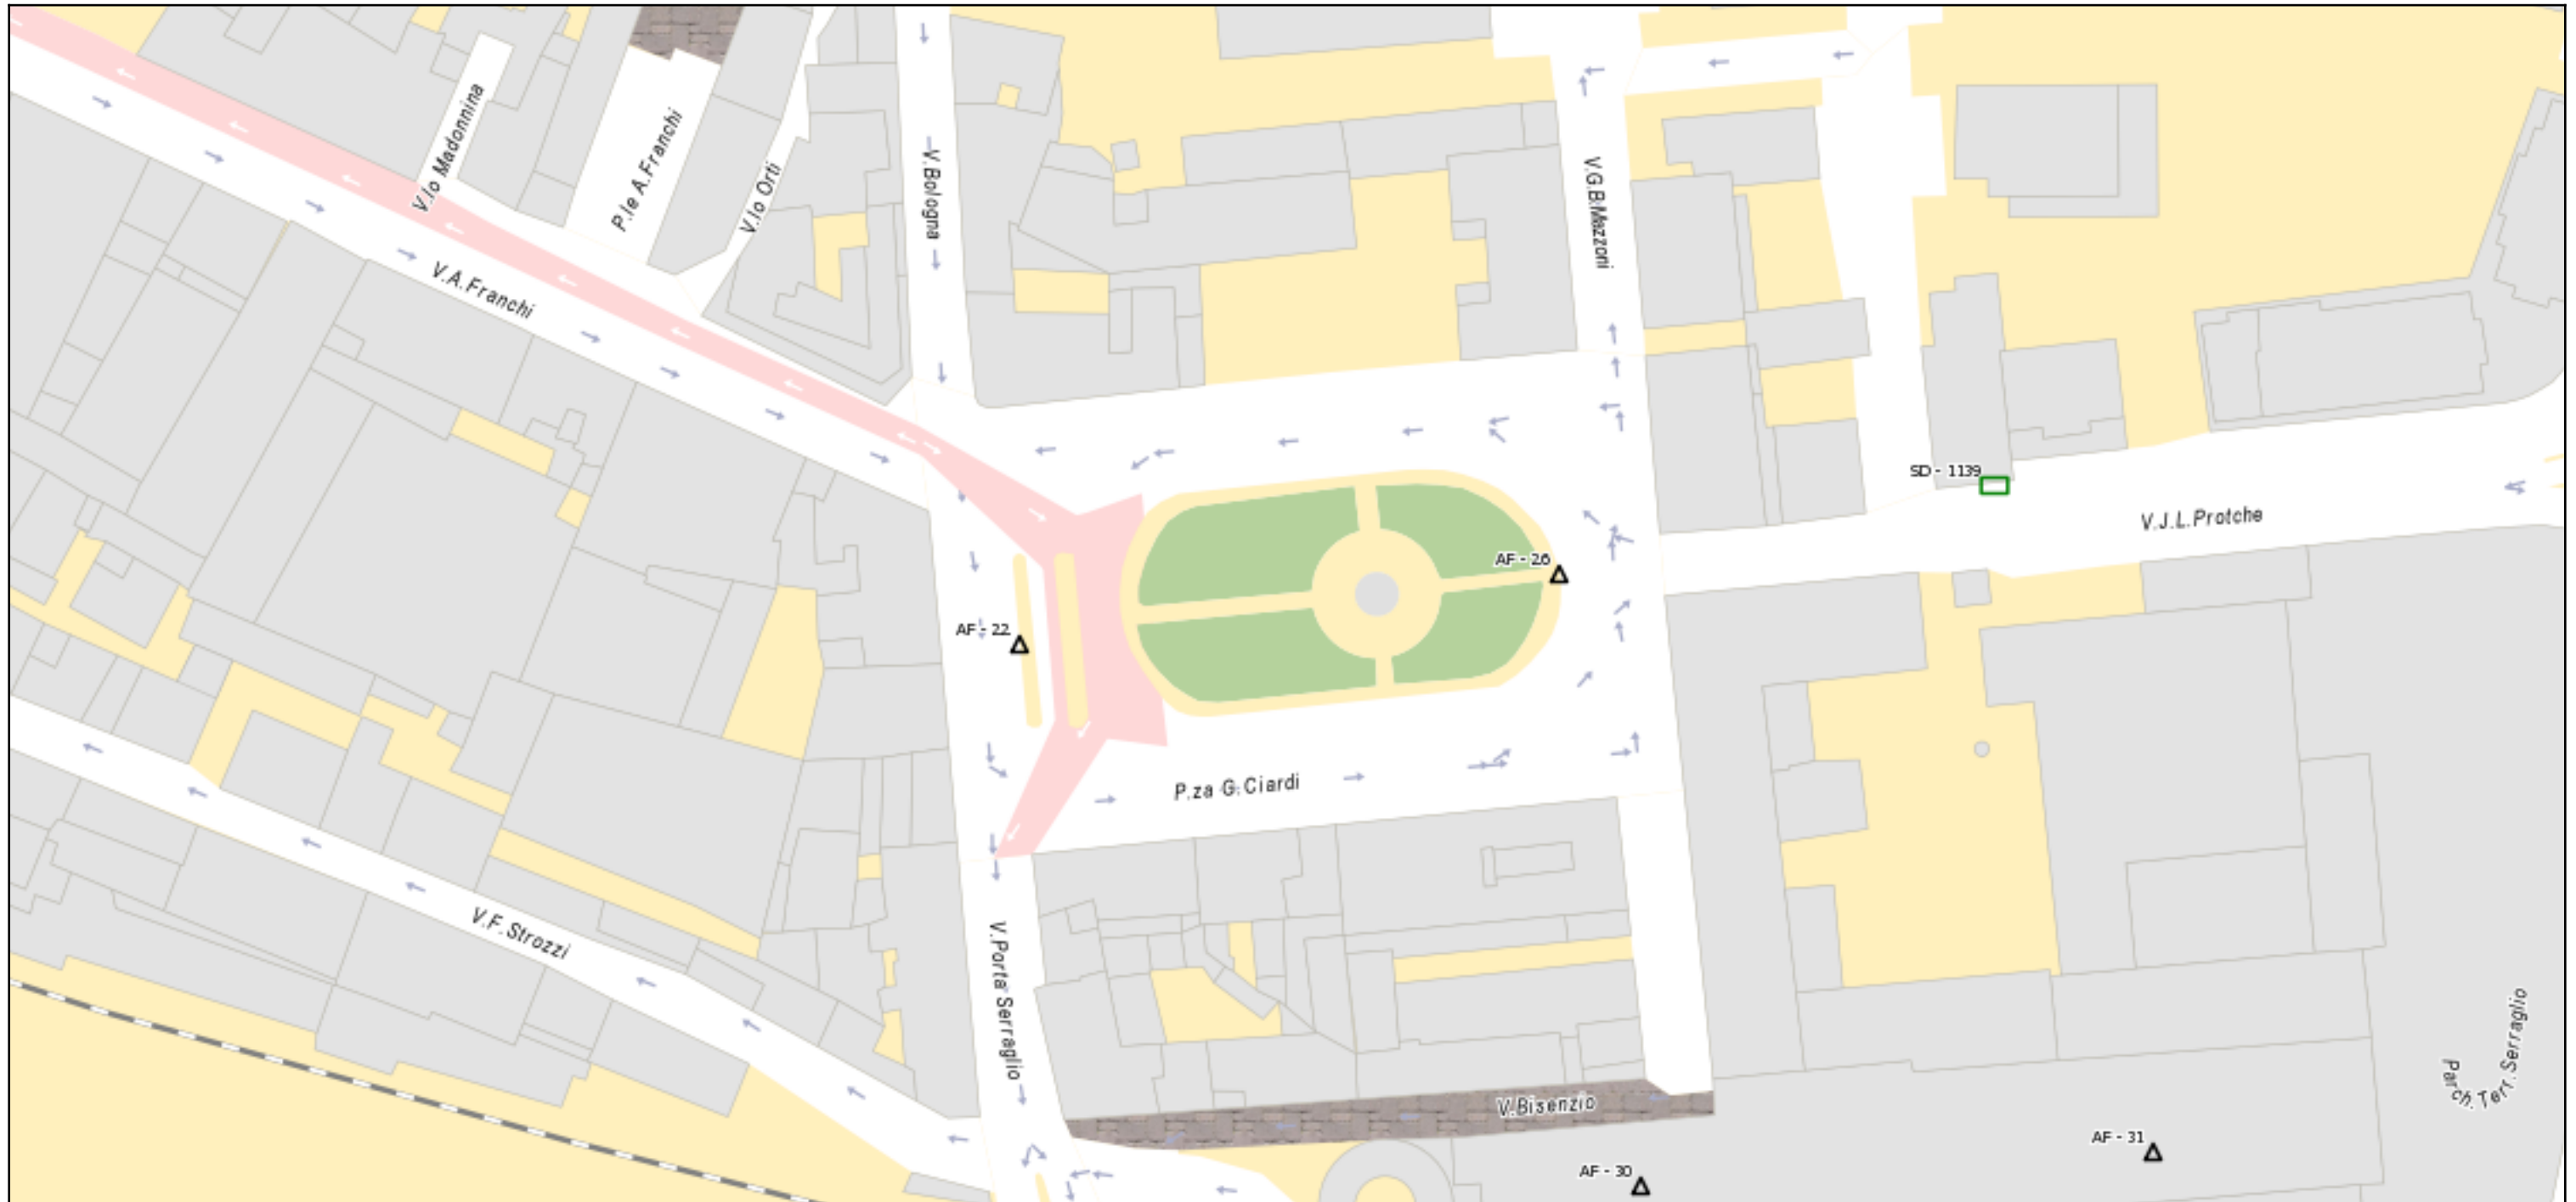 V.lo Madonnina
P.le A.Franchi
V.lo Orti
V.Bologna
V.G.B.Mazzoni
V.A.Franchi
SD - 1139
V.J.L.Protche
AF - 26
AF - 22
P.za G.Ciardi
V.F.Strozzi
V.Porta Serraglio
Parch.Terr.Serraglio
V.Bisenzio
AF - 31
AF - 30